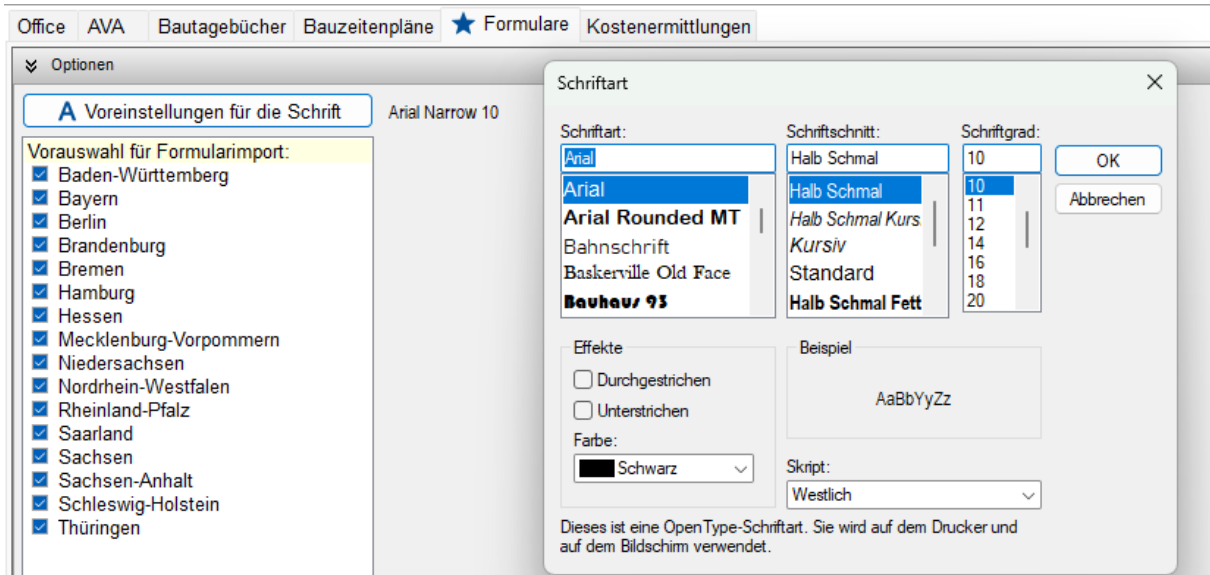 Office AVA Bautagebücher Bauzeitenpläne Formulare Kostenermittlungen
Optionen
A Voreinstellungen für die Schrift Arial Narrow 10
Vorauswahl für Formularimport:
Baden-Württemberg
Bayern
Berlin
Brandenburg
Bremen
Hamburg
Hessen
Mecklenburg-Vorpommern
Niedersachsen
Nordrhein-Westfalen
Rheinland-Pfalz
Saarland
Sachsen
Sachsen-Anhalt
Schleswig-Holstein
Thüringen
Schriftart
Schriftart:
Arial
Arial
Arial Rounded MT
Bahnschrift
Baskerville Old Face
Bauhaus 93
Schriftschnitt:
Halb Schmal
Halb Schmal
Halb Schmal Kurs
Kursiv
Standard
Halb Schmal Fett
Schriftgrad:
10
10
11
12
14
16
18
20
OK
Abbrechen
Effekte
Durchgestrichen
Unterstrichen
Farbe:
Schwarz
Beispiel
AaBbYyZz
Skript:
Westlich
Dieses ist eine OpenType-Schriftart. Sie wird auf dem Drucker und
auf dem Bildschirm verwendet.